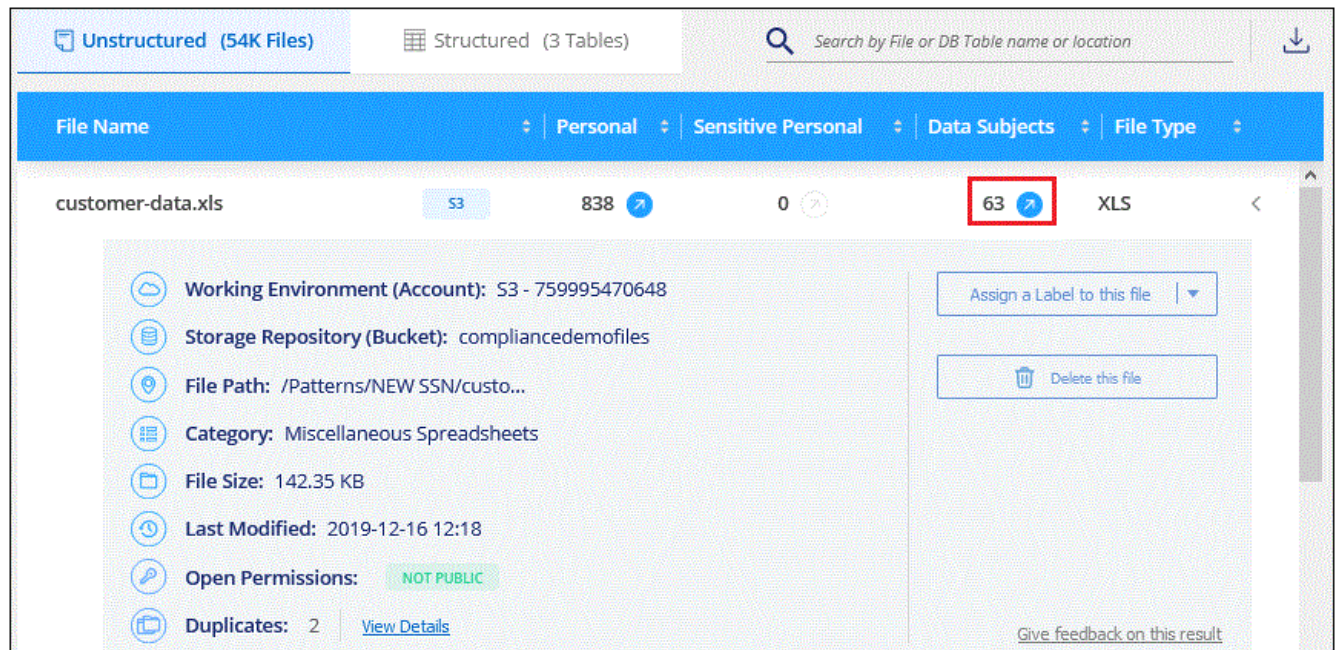 Unstructured (54K Files) Structured (3 Tables) Search by File or DB Table name or location
File Name Personal Sensitive Personal Data Subjects File Type
customer-data.xls S3 838 0 63 XLS
Working Environment (Account): S3 - 759995470648
Assign a Label to this file
Storage Repository (Bucket): compliancedemofiles
File Path: /Patterns/NEW SSN/custo...
Delete this file
Category: Miscellaneous Spreadsheets
File Size: 142.35 KB
Last Modified: 2019-12-16 12:18
Open Permissions: NOT PUBLIC
Duplicates: 2 View Details
Give feedback on this result